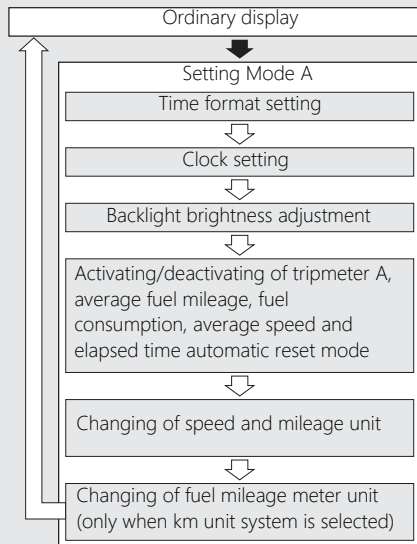 Ordinary display
Setting Mode A
Time format setting
Clock setting
Backlight brightness adjustment
Activating/deactivating of tripmeter A,
average fuel mileage, fuel
consumption, average speed and
elapsed time automatic reset mode
Changing of speed and mileage unit
Changing of fuel mileage meter unit
(only when km unit system is selected)